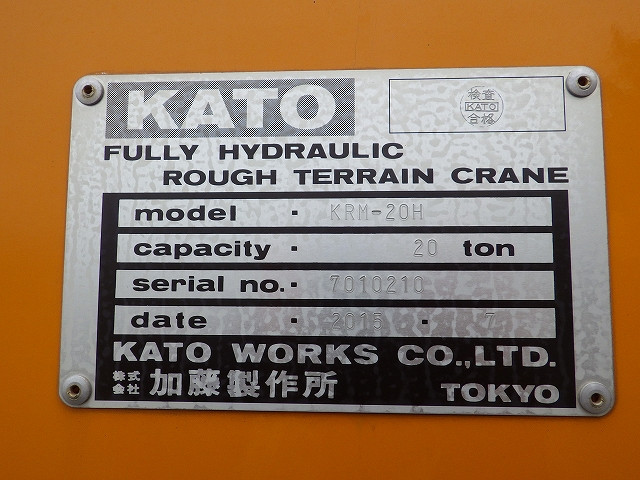 KATO
検査
KATO
合格
FULLY HYDRAULIC
ROUGH TERRAIN CRANE
model · KRM-20H
capacity · 20 ton
serial no. · 7010210
date · 2015 · 7
KATO WORKS CO.,LTD.
株式会社 加藤製作所 TOKYO